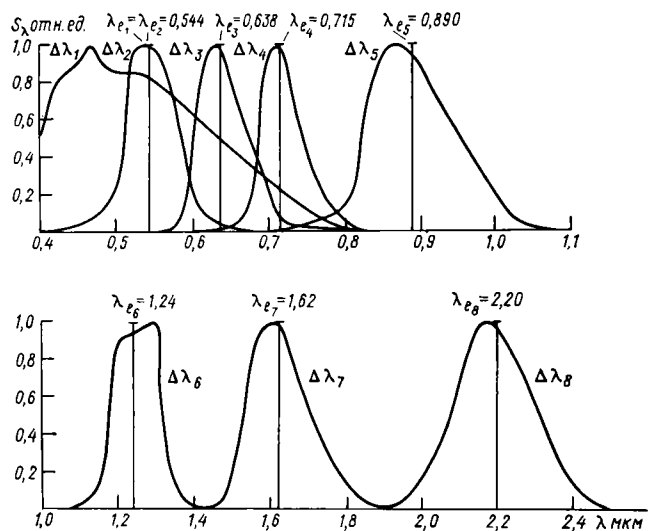 S_λ отн. ед. λ_e₁ = λ_e₂ = 0,544 λ_e₃ = 0,638 λ_e₄ = 0,715 λ_e₅ = 0,890
Δλ₁ Δλ₂ Δλ₃ Δλ₄ Δλ₅
1,0
0,8
0,6
0,4
0,2
0,4 0,5 0,6 0,7 0,8 0,9 1,0 1,1
λ_e₆ = 1,24 λ_e₇ = 1,62 λ_e₈ = 2,20
1,0
0,8
Δλ₆ Δλ₇ Δλ₈
0,6
0,4
0,2
1,0 1,2 1,4 1,6 1,8 2,0 2,2 2,4 λ мкм